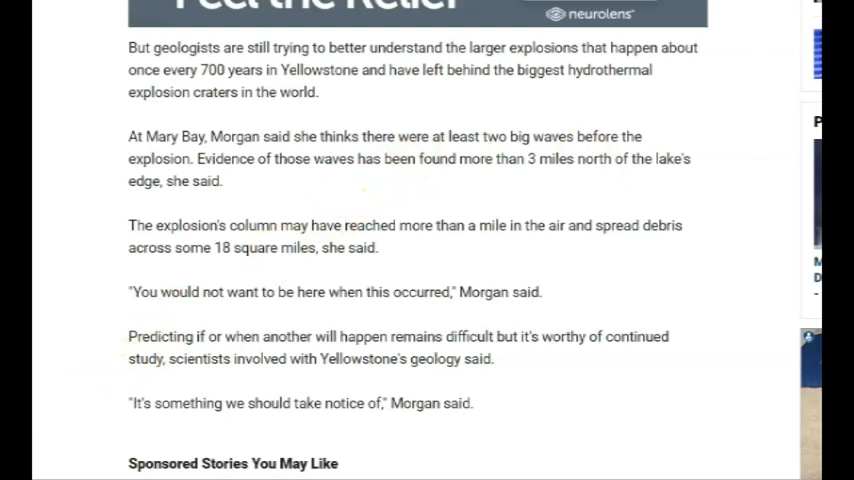 Feel the Relief
neurolens
But geologists are still trying to better understand the larger explosions that happen about
once every 700 years in Yellowstone and have left behind the biggest hydrothermal
explosion craters in the world.
At Mary Bay, Morgan said she thinks there were at least two big waves before the
explosion. Evidence of those waves has been found more than 3 miles north of the lake's
edge, she said.
The explosion's column may have reached more than a mile in the air and spread debris
across some 18 square miles, she said.
"You would not want to be here when this occurred," Morgan said.
Predicting if or when another will happen remains difficult but it's worthy of continued
study, scientists involved with Yellowstone's geology said.
"It's something we should take notice of," Morgan said.
Sponsored Stories You May Like